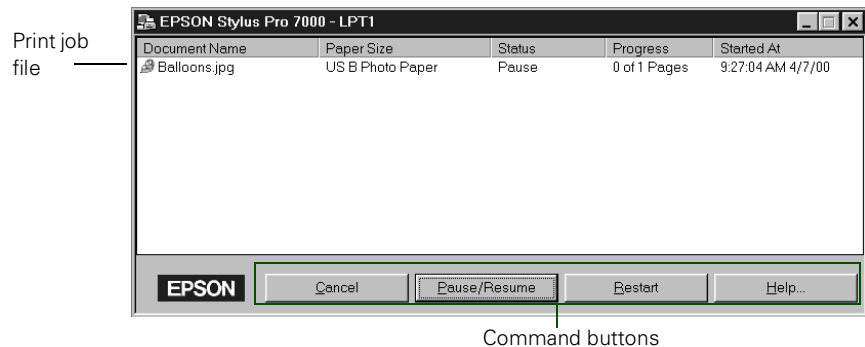 EPSON Stylus Pro 7000 - LPT1
Print job
file
Document Name Paper Size Status Progress Started At
Balloons.jpg US B Photo Paper Pause 0 of 1 Pages 9:27:04 AM 4/7/00
EPSON Cancel Pause/Resume Restart Help...
Command buttons